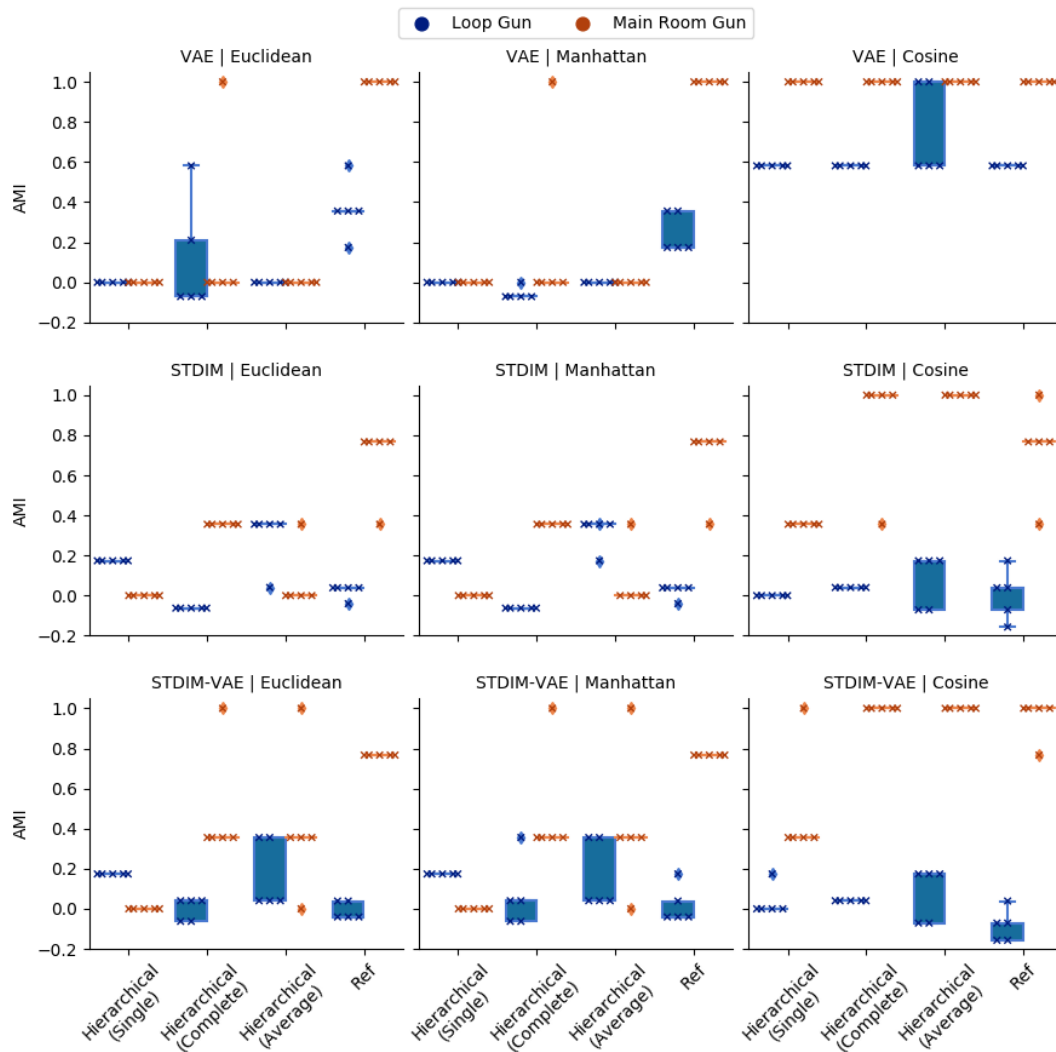 Loop Gun Main Room Gun
VAE | Euclidean VAE | Manhattan VAE | Cosine
AMI
1.0
0.8
0.6
0.4
0.2
0.0
−0.2
STDIM | Euclidean STDIM | Manhattan STDIM | Cosine
AMI
1.0
0.8
0.6
0.4
0.2
0.0
−0.2
STDIM-VAE | Euclidean STDIM-VAE | Manhattan STDIM-VAE | Cosine
AMI
1.0
0.8
0.6
0.4
0.2
0.0
−0.2
Hierarchical
(Single)
Hierarchical
(Complete)
Hierarchical
(Average)
Ref
Hierarchical
(Single)
Hierarchical
(Complete)
Hierarchical
(Average)
Ref
Hierarchical
(Single)
Hierarchical
(Complete)
Hierarchical
(Average)
Ref